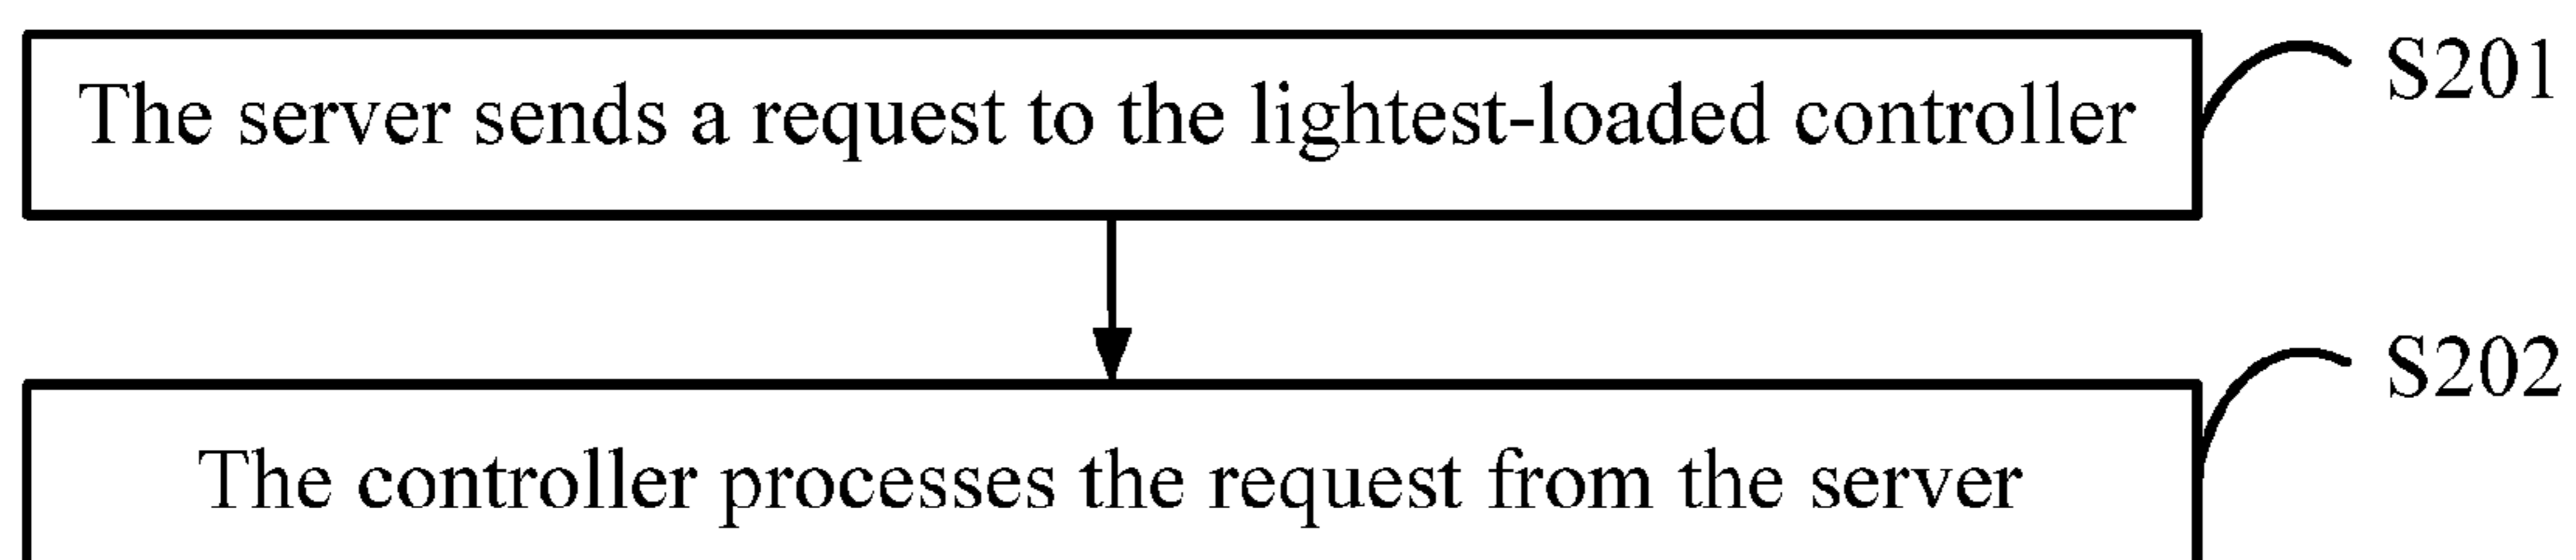 The server sends a request to the lightest-loaded controller
S201
The controller processes the request from the server
S202